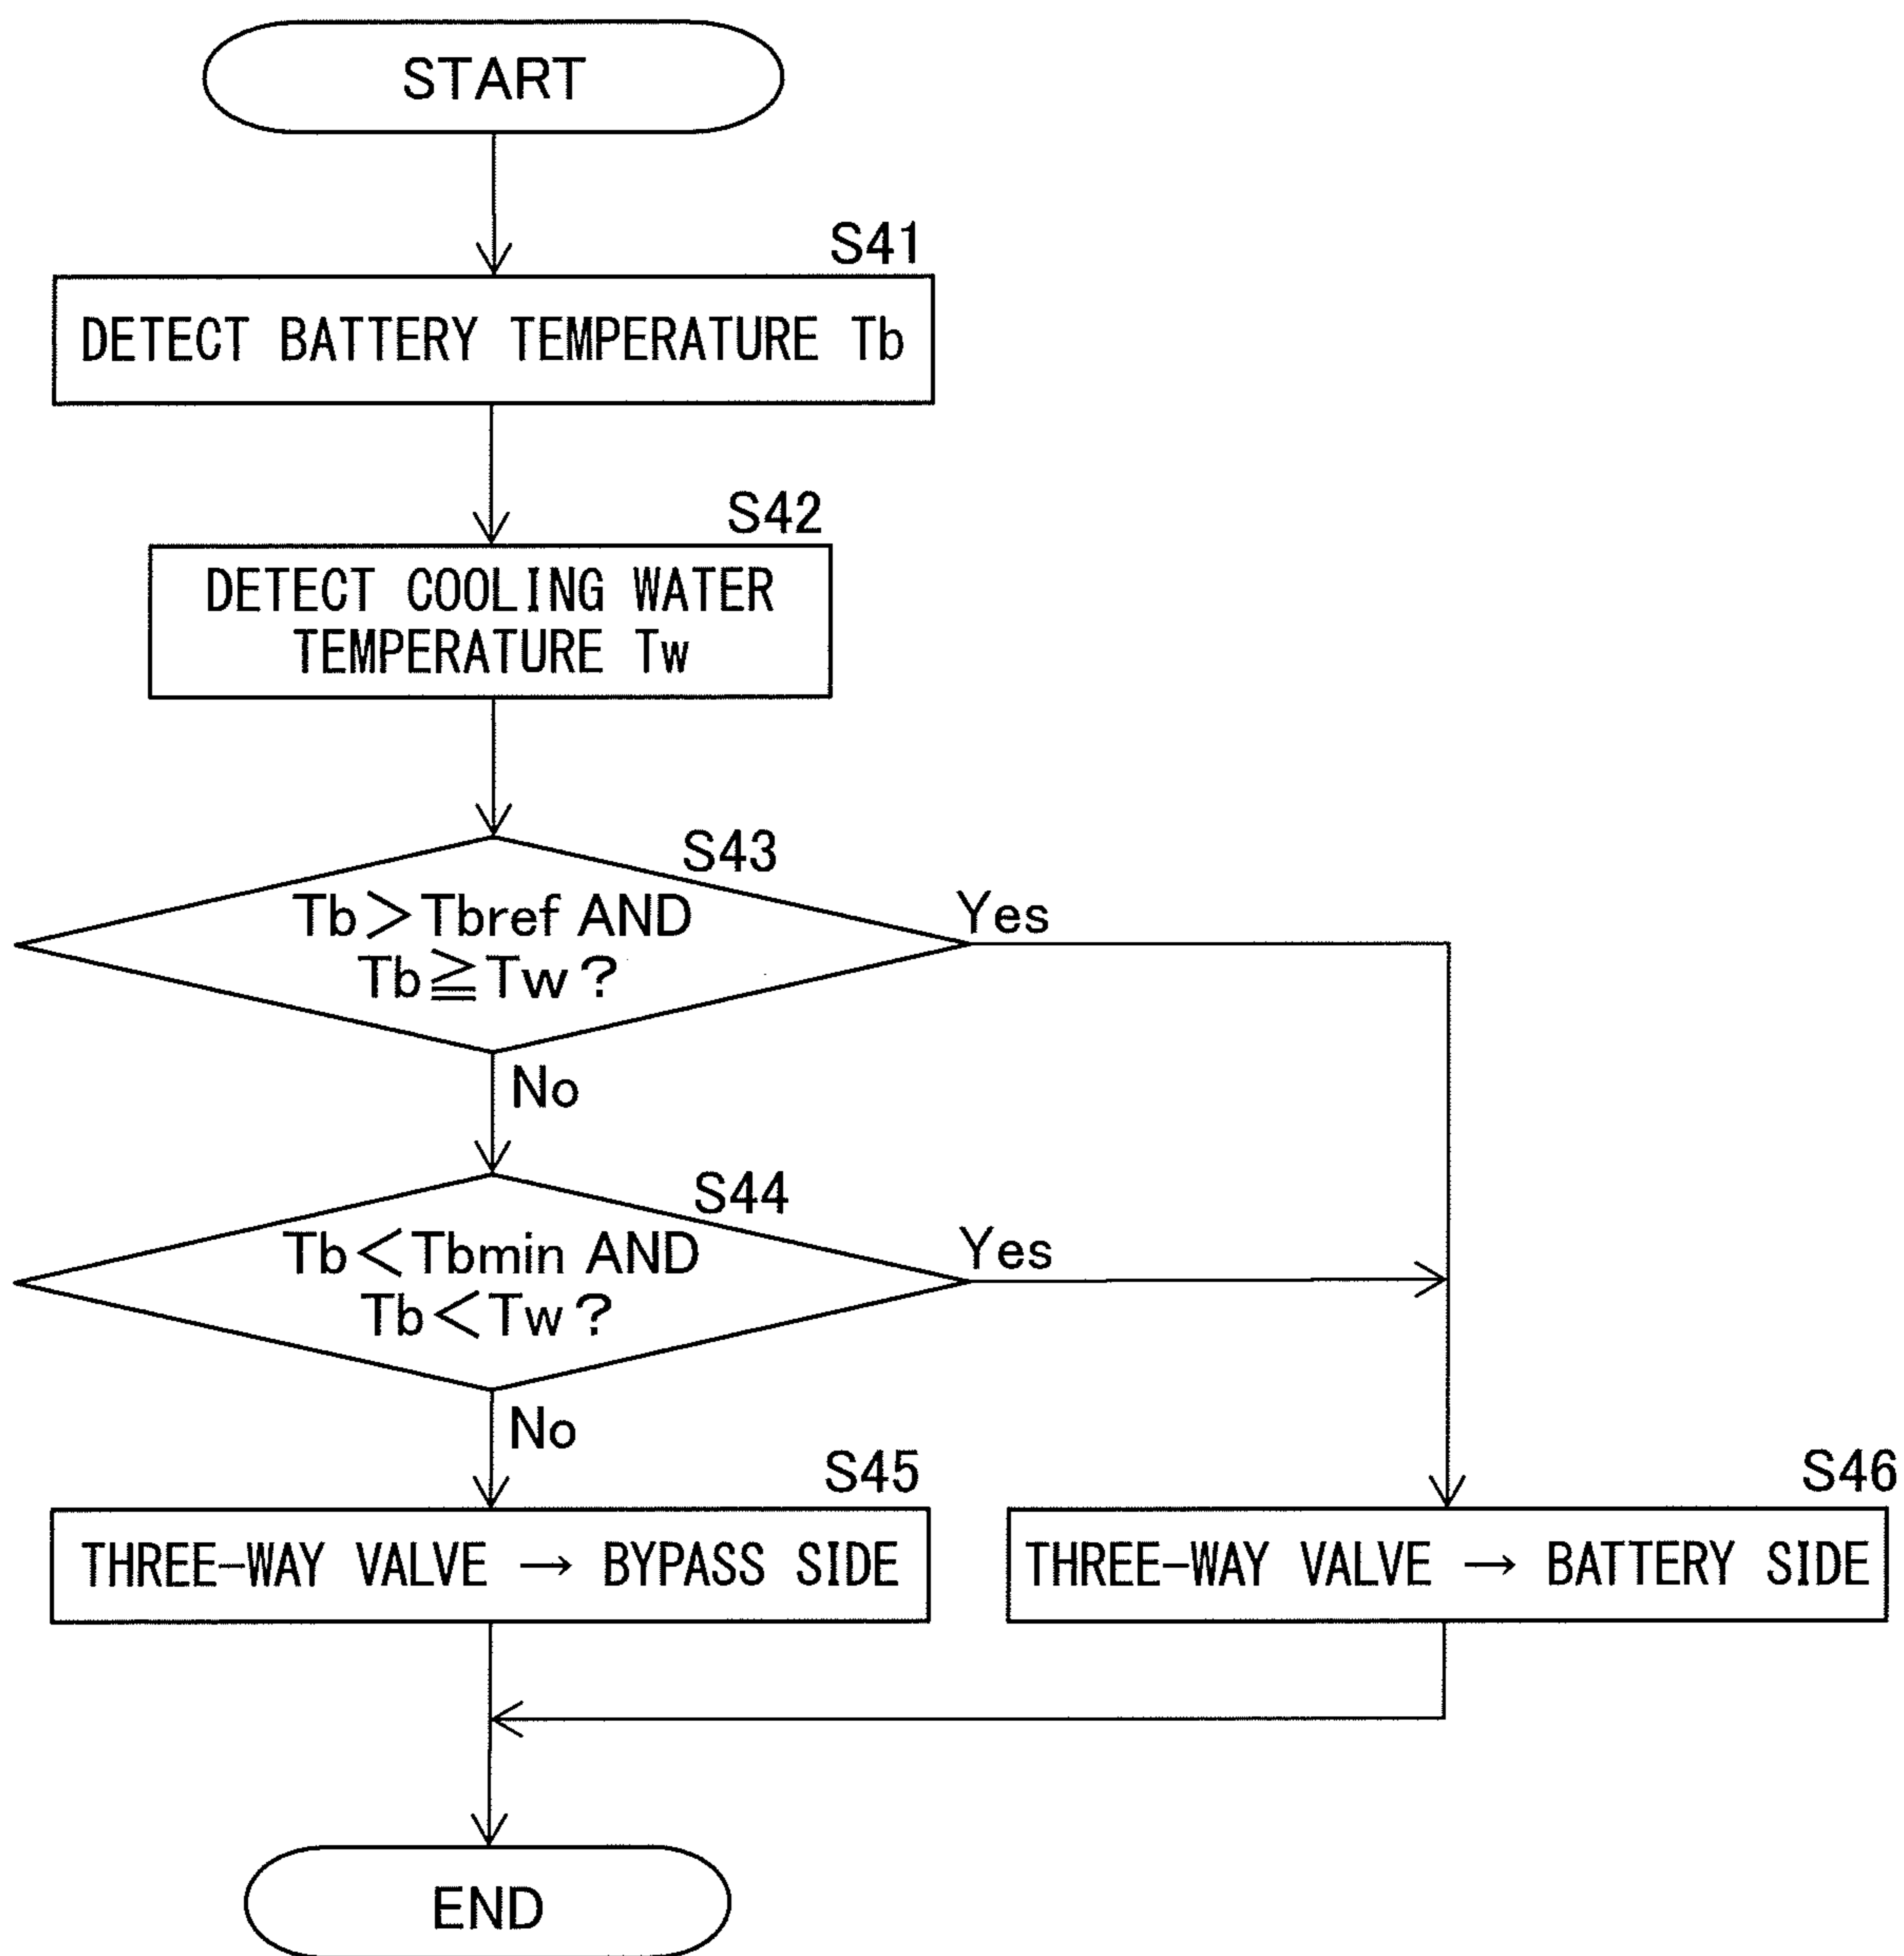 START
S41
DETECT BATTERY TEMPERATURE Tb
S42
DETECT COOLING WATER
TEMPERATURE Tw
S43
Tb＞Tbref AND
Tb≧Tw?
Yes
No
S44
Tb＜Tbmin AND
Tb＜Tw?
Yes
No
S45
THREE-WAY VALVE → BYPASS SIDE
S46
THREE-WAY VALVE → BATTERY SIDE
END